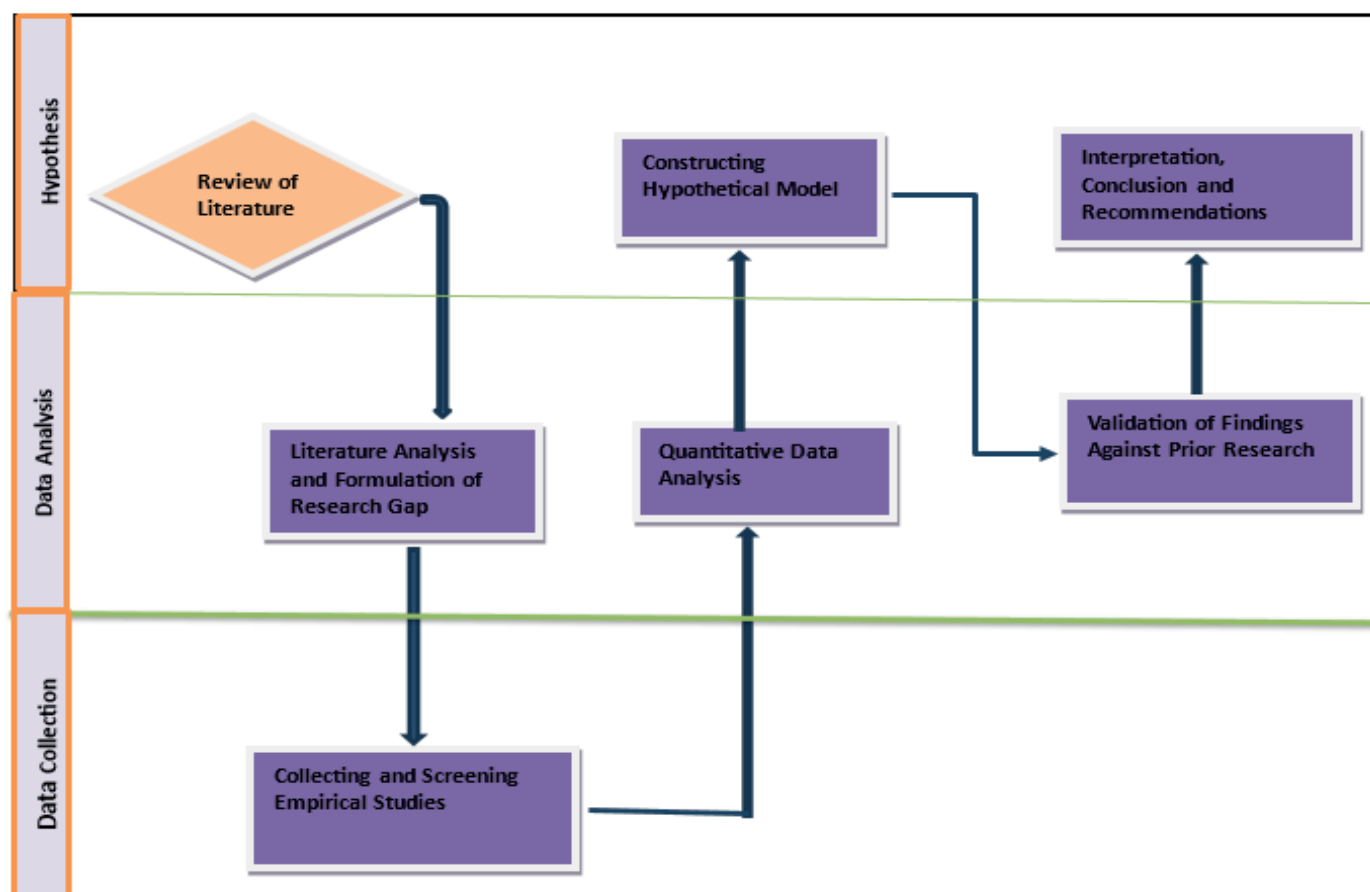 Hypothesis
Review of
Literature
Constructing
Hypothetical Model
Interpretation,
Conclusion and
Recommendations
Data Analysis
Literature Analysis
and Formulation of
Research Gap
Quantitative Data
Analysis
Validation of Findings
Against Prior Research
Data Collection
Collecting and Screening
Empirical Studies